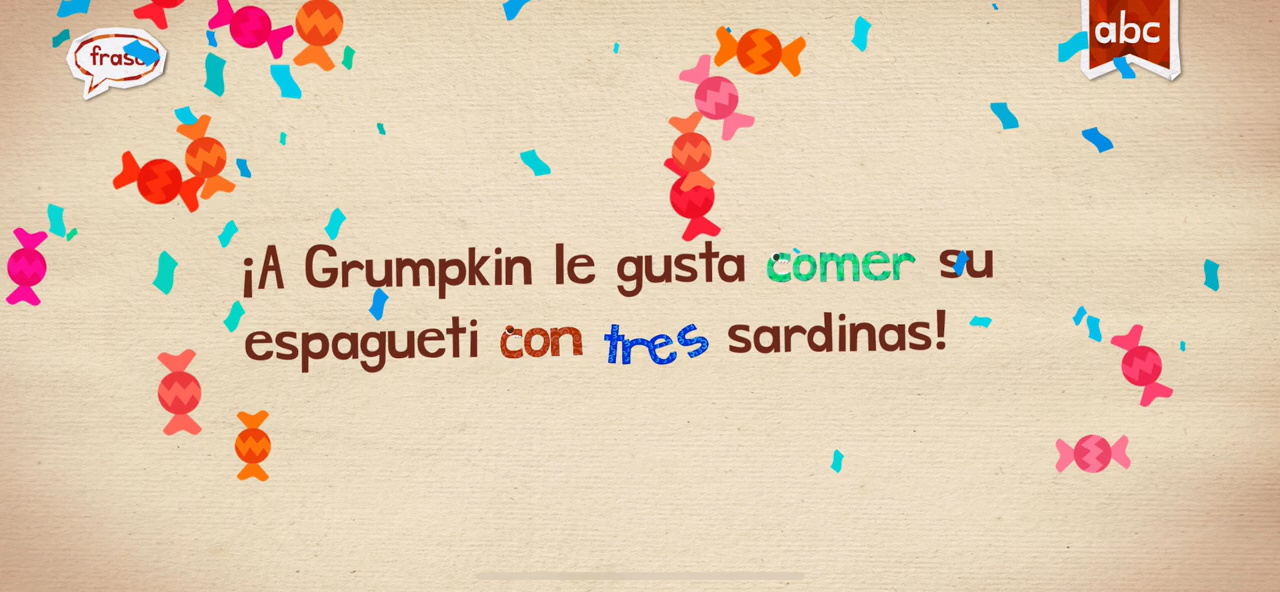 frase
abc
¡A Grumpkin le gusta comer su
espagueti con tres sardinas!